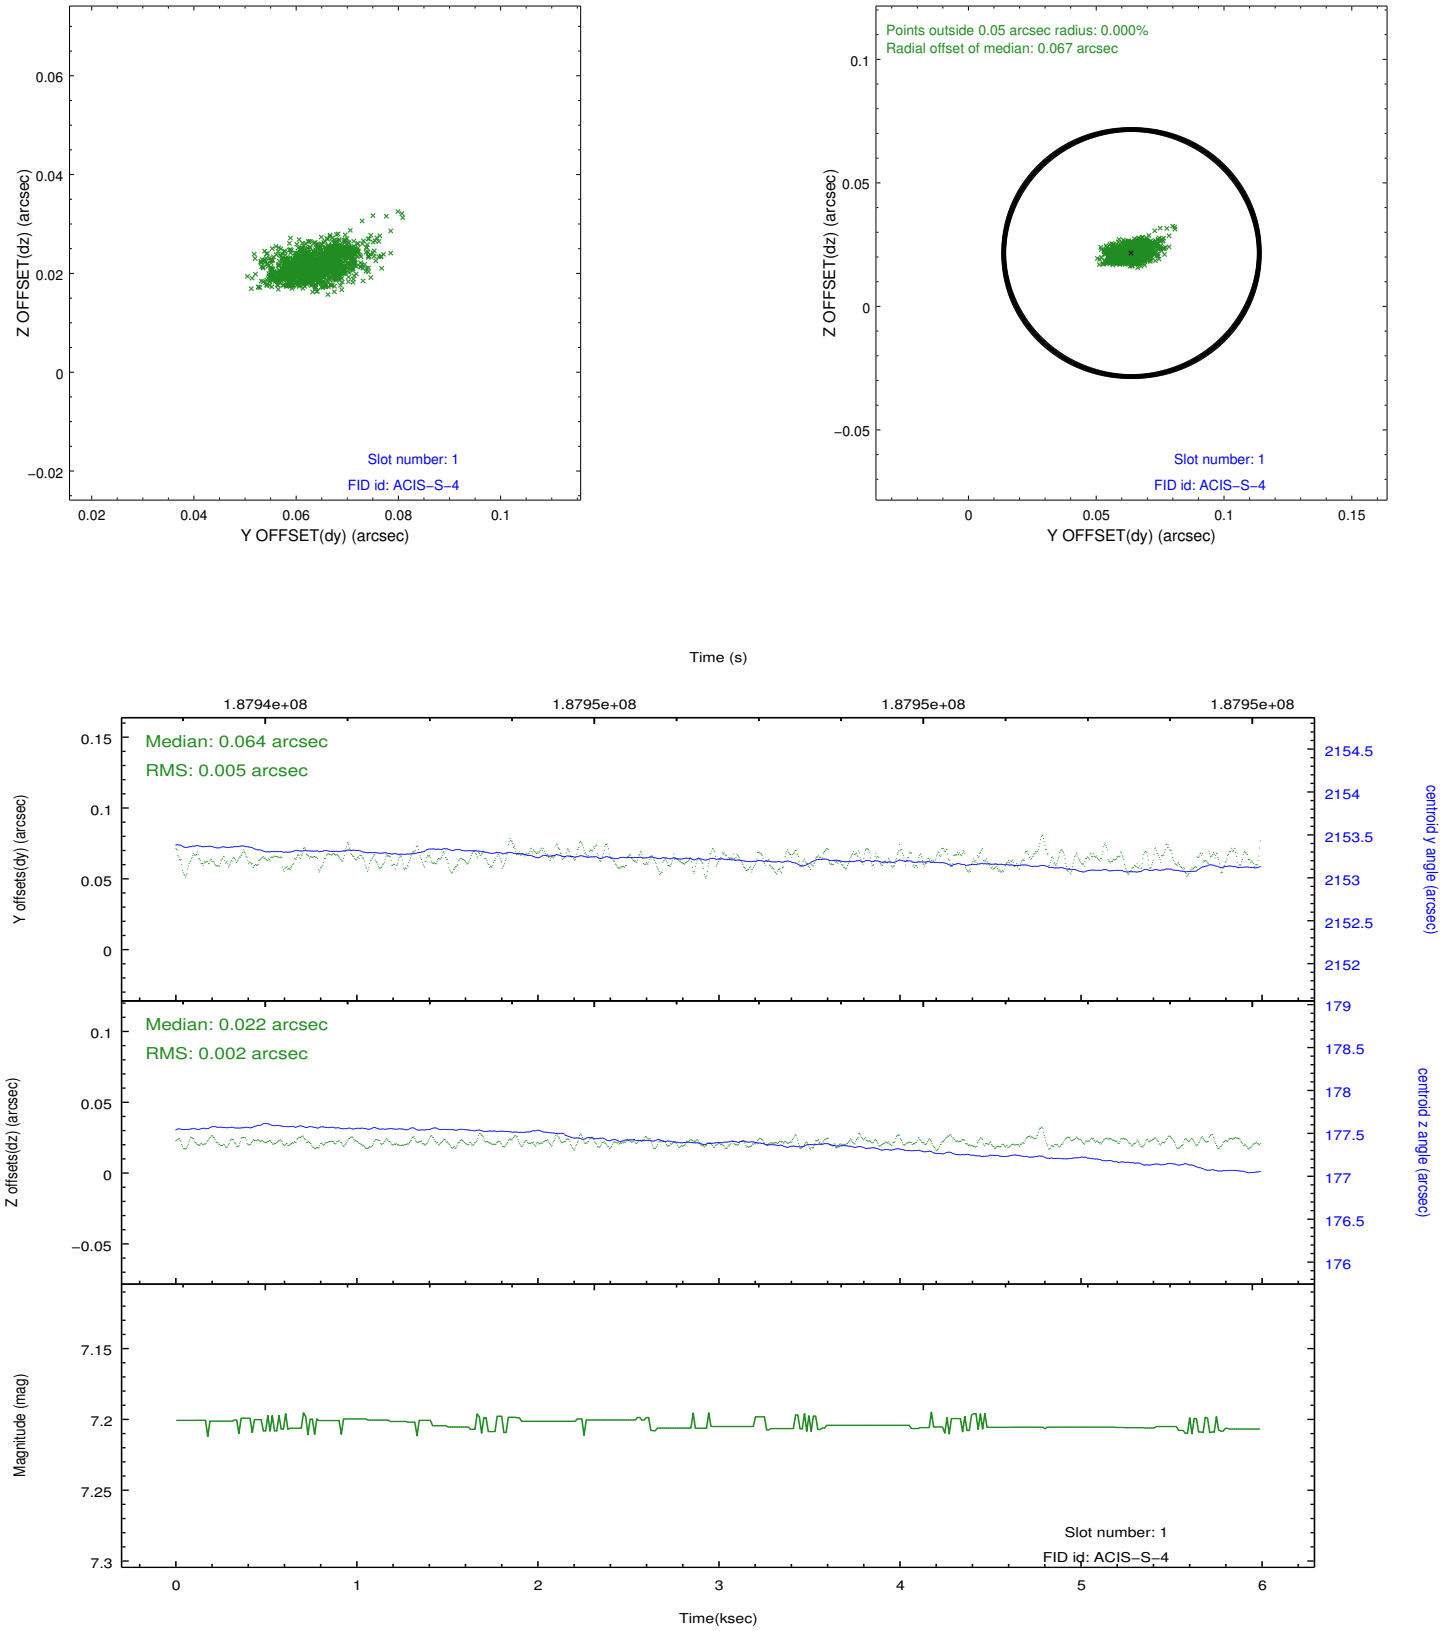 0.06
0.04
0.02
0
−0.02
Z OFFSET(dz) (arcsec)
Slot number: 1
FID id: ACIS−S−4
0.02 0.04 0.06 0.08 0.1
Y OFFSET(dy) (arcsec)
Points outside 0.05 arcsec radius: 0.000%
Radial offset of median: 0.067 arcsec
0.1
0.05
0
−0.05
Z OFFSET(dz) (arcsec)
Slot number: 1
FID id: ACIS−S−4
0 0.05 0.1 0.15
Y OFFSET(dy) (arcsec)
Time (s)
1.8794e+08 1.8795e+08 1.8795e+08 1.8795e+08
Median: 0.064 arcsec
RMS: 0.005 arcsec
0.15
0.1
0.05
0
Y offsets(dy) (arcsec)
2154.5
2154
2153.5
2153
2152.5
2152
centroid y angle (arcsec)
Median: 0.022 arcsec
RMS: 0.002 arcsec
0.1
0.05
0
−0.05
Z offsets(dz) (arcsec)
179
178.5
178
177.5
177
176.5
176
centroid z angle (arcsec)
7.15
7.2
7.25
7.3
Magnitude (mag)
Slot number: 1
FID id: ACIS−S−4
0 1 2 3 4 5 6
Time(ksec)